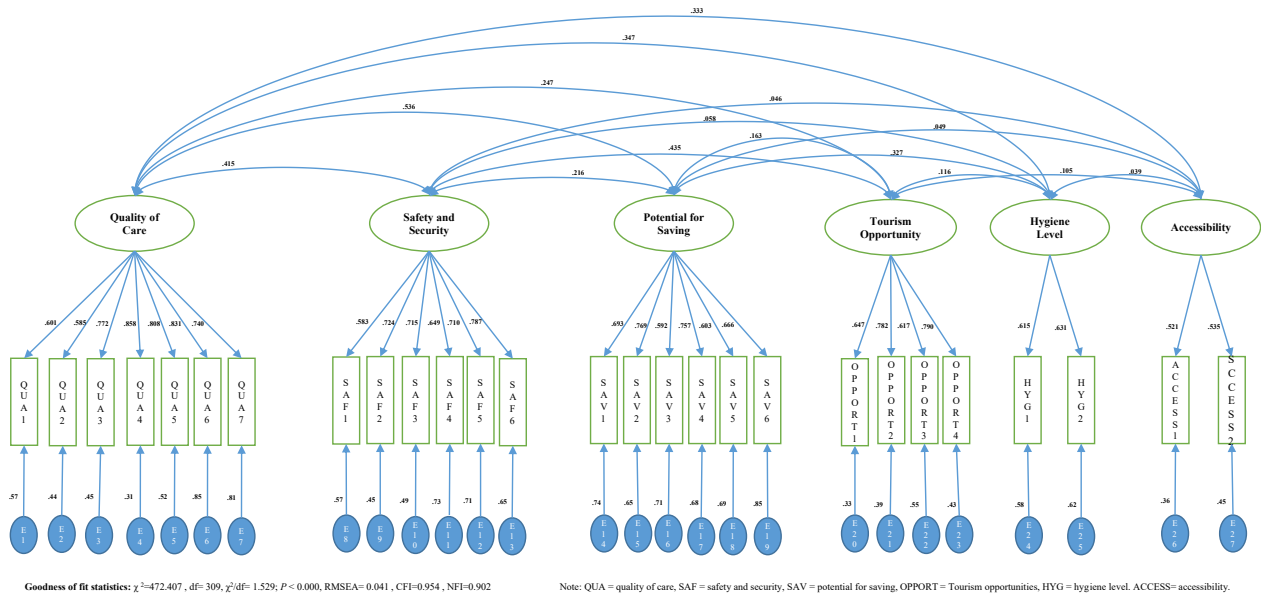 .333
.347
.247
.046
.536
.058
.049
.163
.435
.327
.415
.216
.116
.105
.039
Quality of
Care
Safety and
Security
Potential for
Saving
Tourism
Opportunity
Hygiene
Level
Accessibility
.601 .585 .772 .858 .808 .831 .740
.583 .724 .715 .649 .710 .787
.693 .769 .592 .757 .603 .666
.647 .782 .617 .790
.615 .631
.521 .535
QUA1 QUA2 QUA3 QUA4 QUA5 QUA6 QUA7
SAF1 SAF2 SAF3 SAF4 SAF5 SAF6
SAV1 SAV2 SAV3 SAV4 SAV5 SAV6
OPPORT1 OPPORT2 OPPORT3 OPPORT4
HYG1 HYG2
ACCESS1 SCCESS2
.57 .44 .45 .31 .52 .85 .81
.57 .45 .49 .73 .71 .65
.74 .65 .71 .68 .69 .85
.33 .39 .55 .43
.58 .62
.36 .45
E1 E2 E3 E4 E5 E6 E7
E8 E9 E10 E11 E12 E13
E14 E15 E16 E17 E18 E19
E20 E21 E22 E23
E24 E25
E26 E27
Goodness of fit statistics: χ ²=472.407 , df= 309, χ²/df= 1.529; P < 0.000, RMSEA= 0.041 , CFI=0.954 , NFI=0.902
Note: QUA = quality of care, SAF = safety and security, SAV = potential for saving, OPPORT = Tourism opportunities, HYG = hygiene level. ACCESS= accessibility.